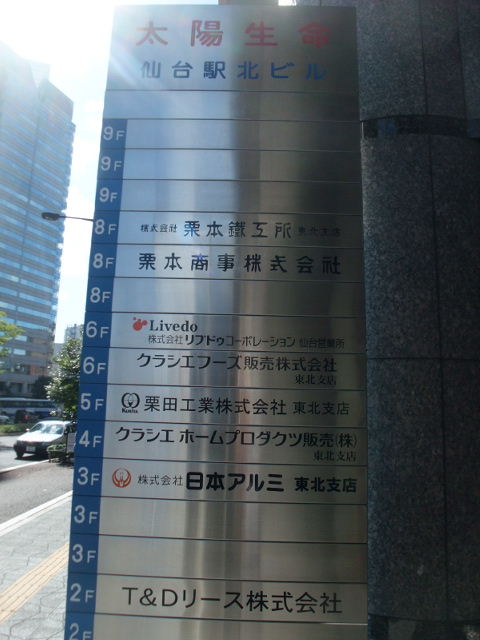 太陽生命
仙台駅北ビル
9F
9F
9F
8F 株式会社 栗本鐵工所 東北支店
8F 栗本商事株式会社
8F
6F Livedo
株式会社 リブドゥコーポレーション 仙台営業所
6F クラシエフーズ販売株式会社
東北支店
5F Kurita 栗田工業株式会社 東北支店
4F クラシエ ホームプロダクツ販売(株)
東北支店
3F 株式会社 日本アルミ 東北支店
3F
3F
2F T&Dリース株式会社
2F